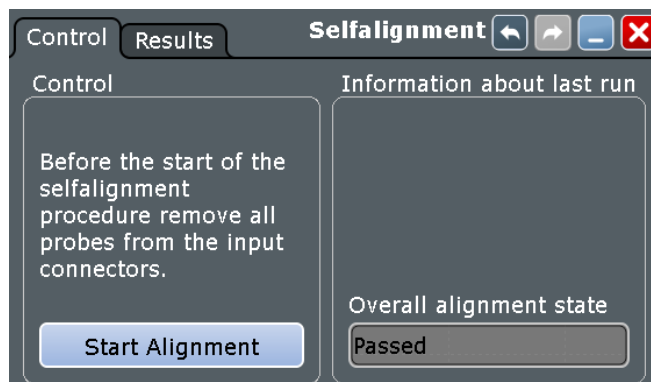 Control
Results
Selfalignment
Control
Before the start of the
selfalignment
procedure remove all
probes from the input
connectors.
Start Alignment
Information about last run
Overall alignment state
Passed